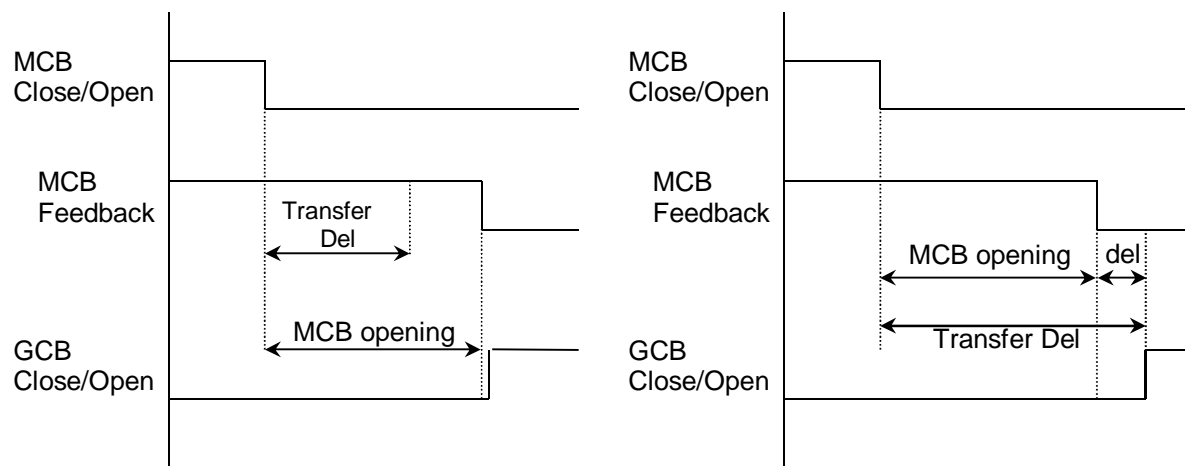 MCB
Close/Open
MCB
Feedback
Transfer
Del
MCB opening
GCB
Close/Open
MCB
Close/Open
MCB
Feedback
MCB opening
del
Transfer Del
GCB
Close/Open